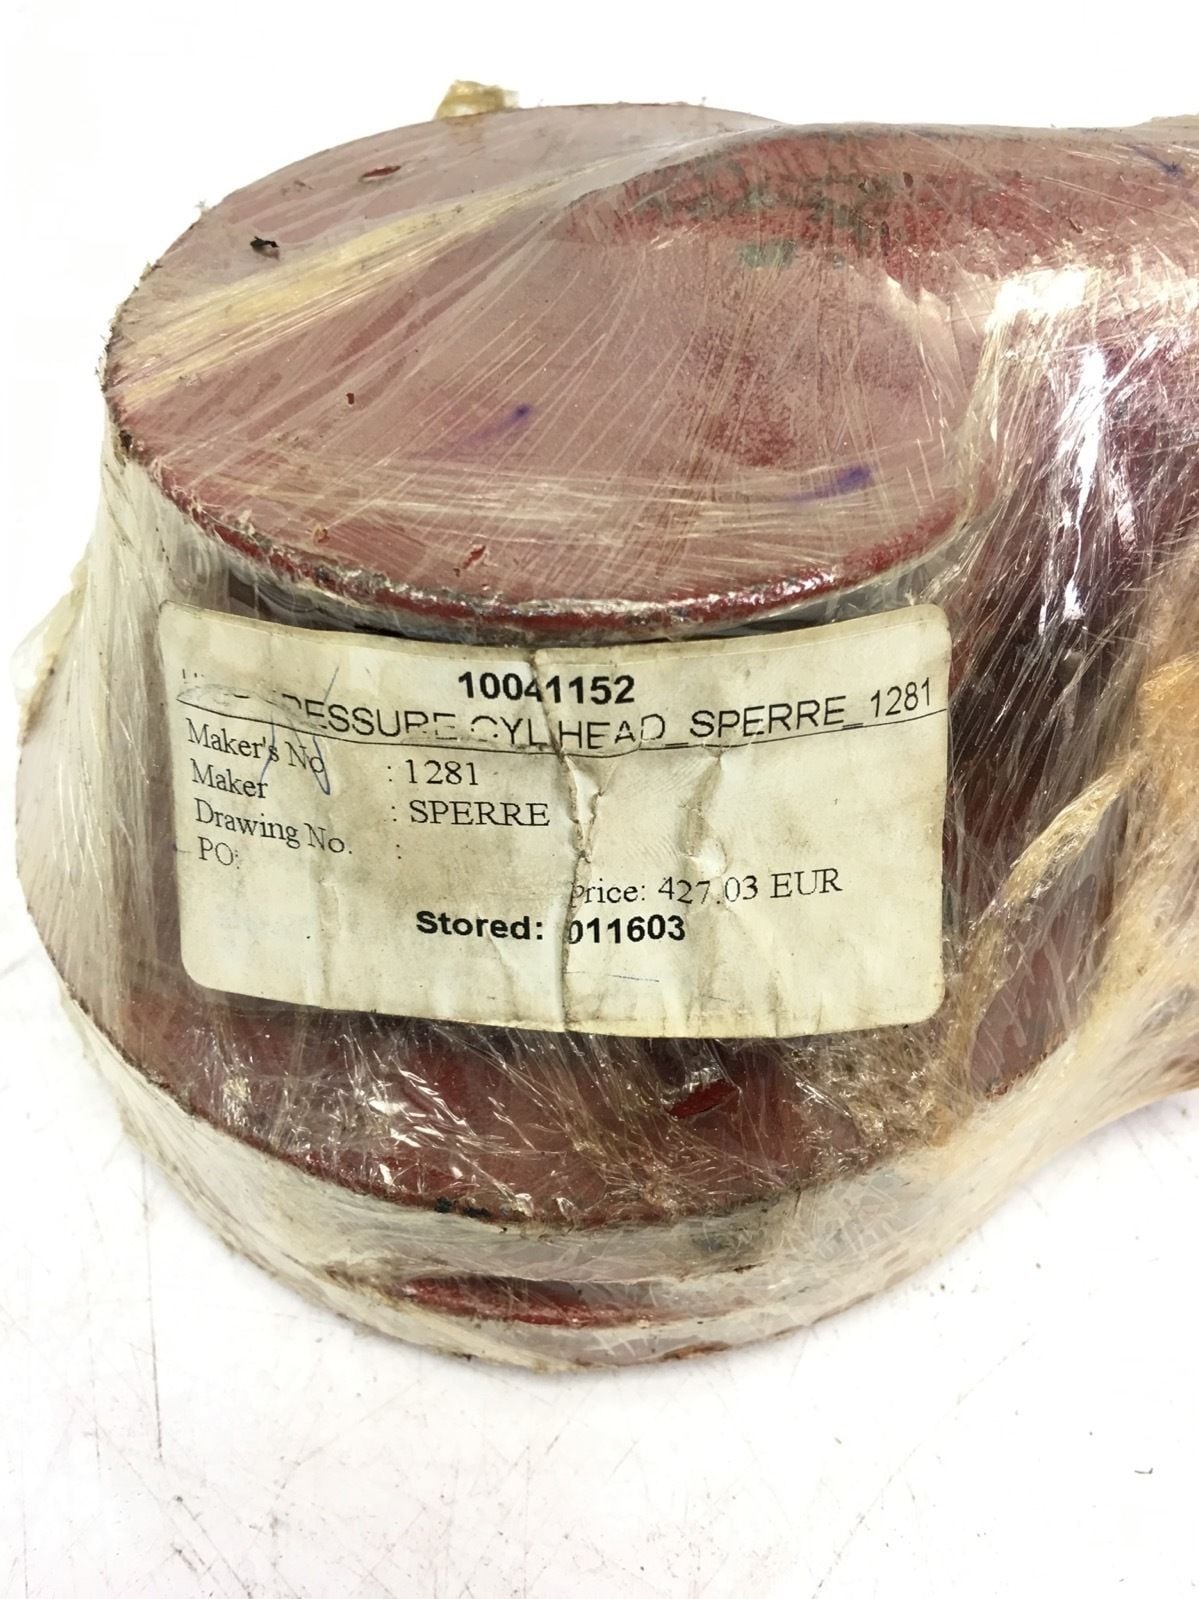 10041152
PRESSURE CYL HEAD_SPERRE_1281
Maker's No : 1281
Maker : SPERRE
Drawing No. :
PO:
Price: 427.03 EUR
Stored: 011603